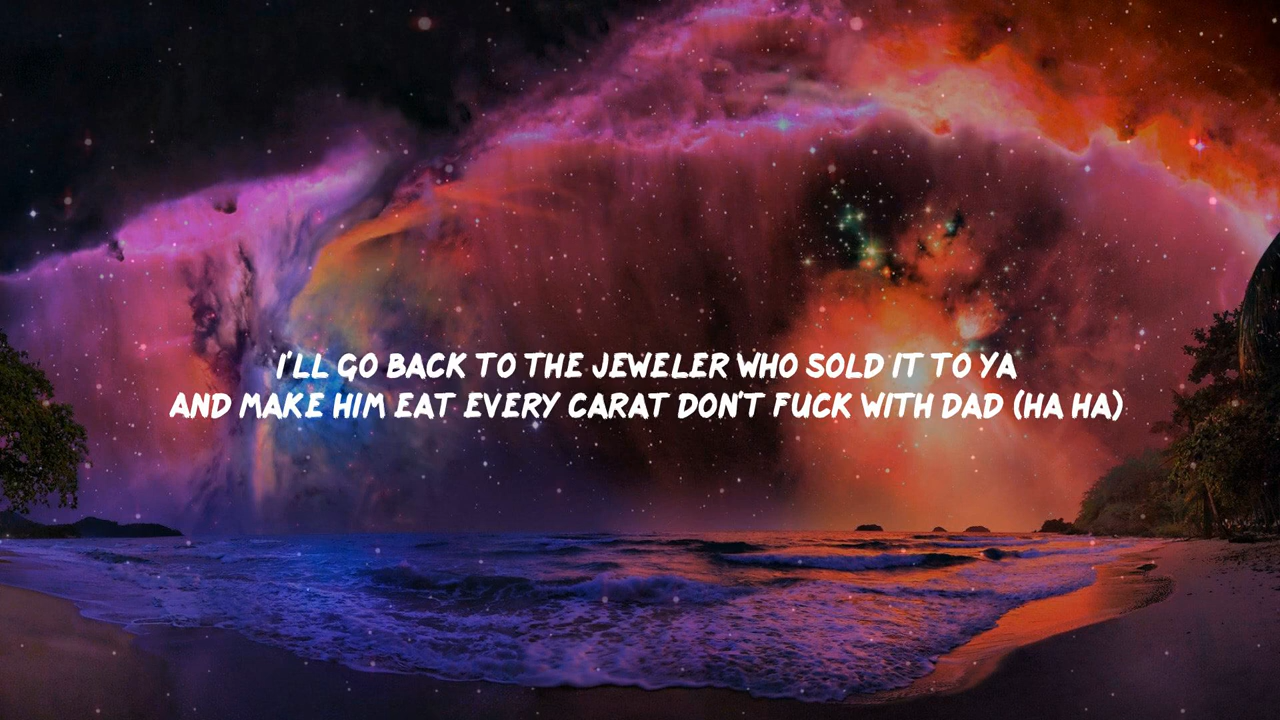 I'LL GO BACK TO THE JEWELER WHO SOLD IT TO YA
AND MAKE HIM EAT EVERY CARAT DON'T FUCK WITH DAD (HA HA)